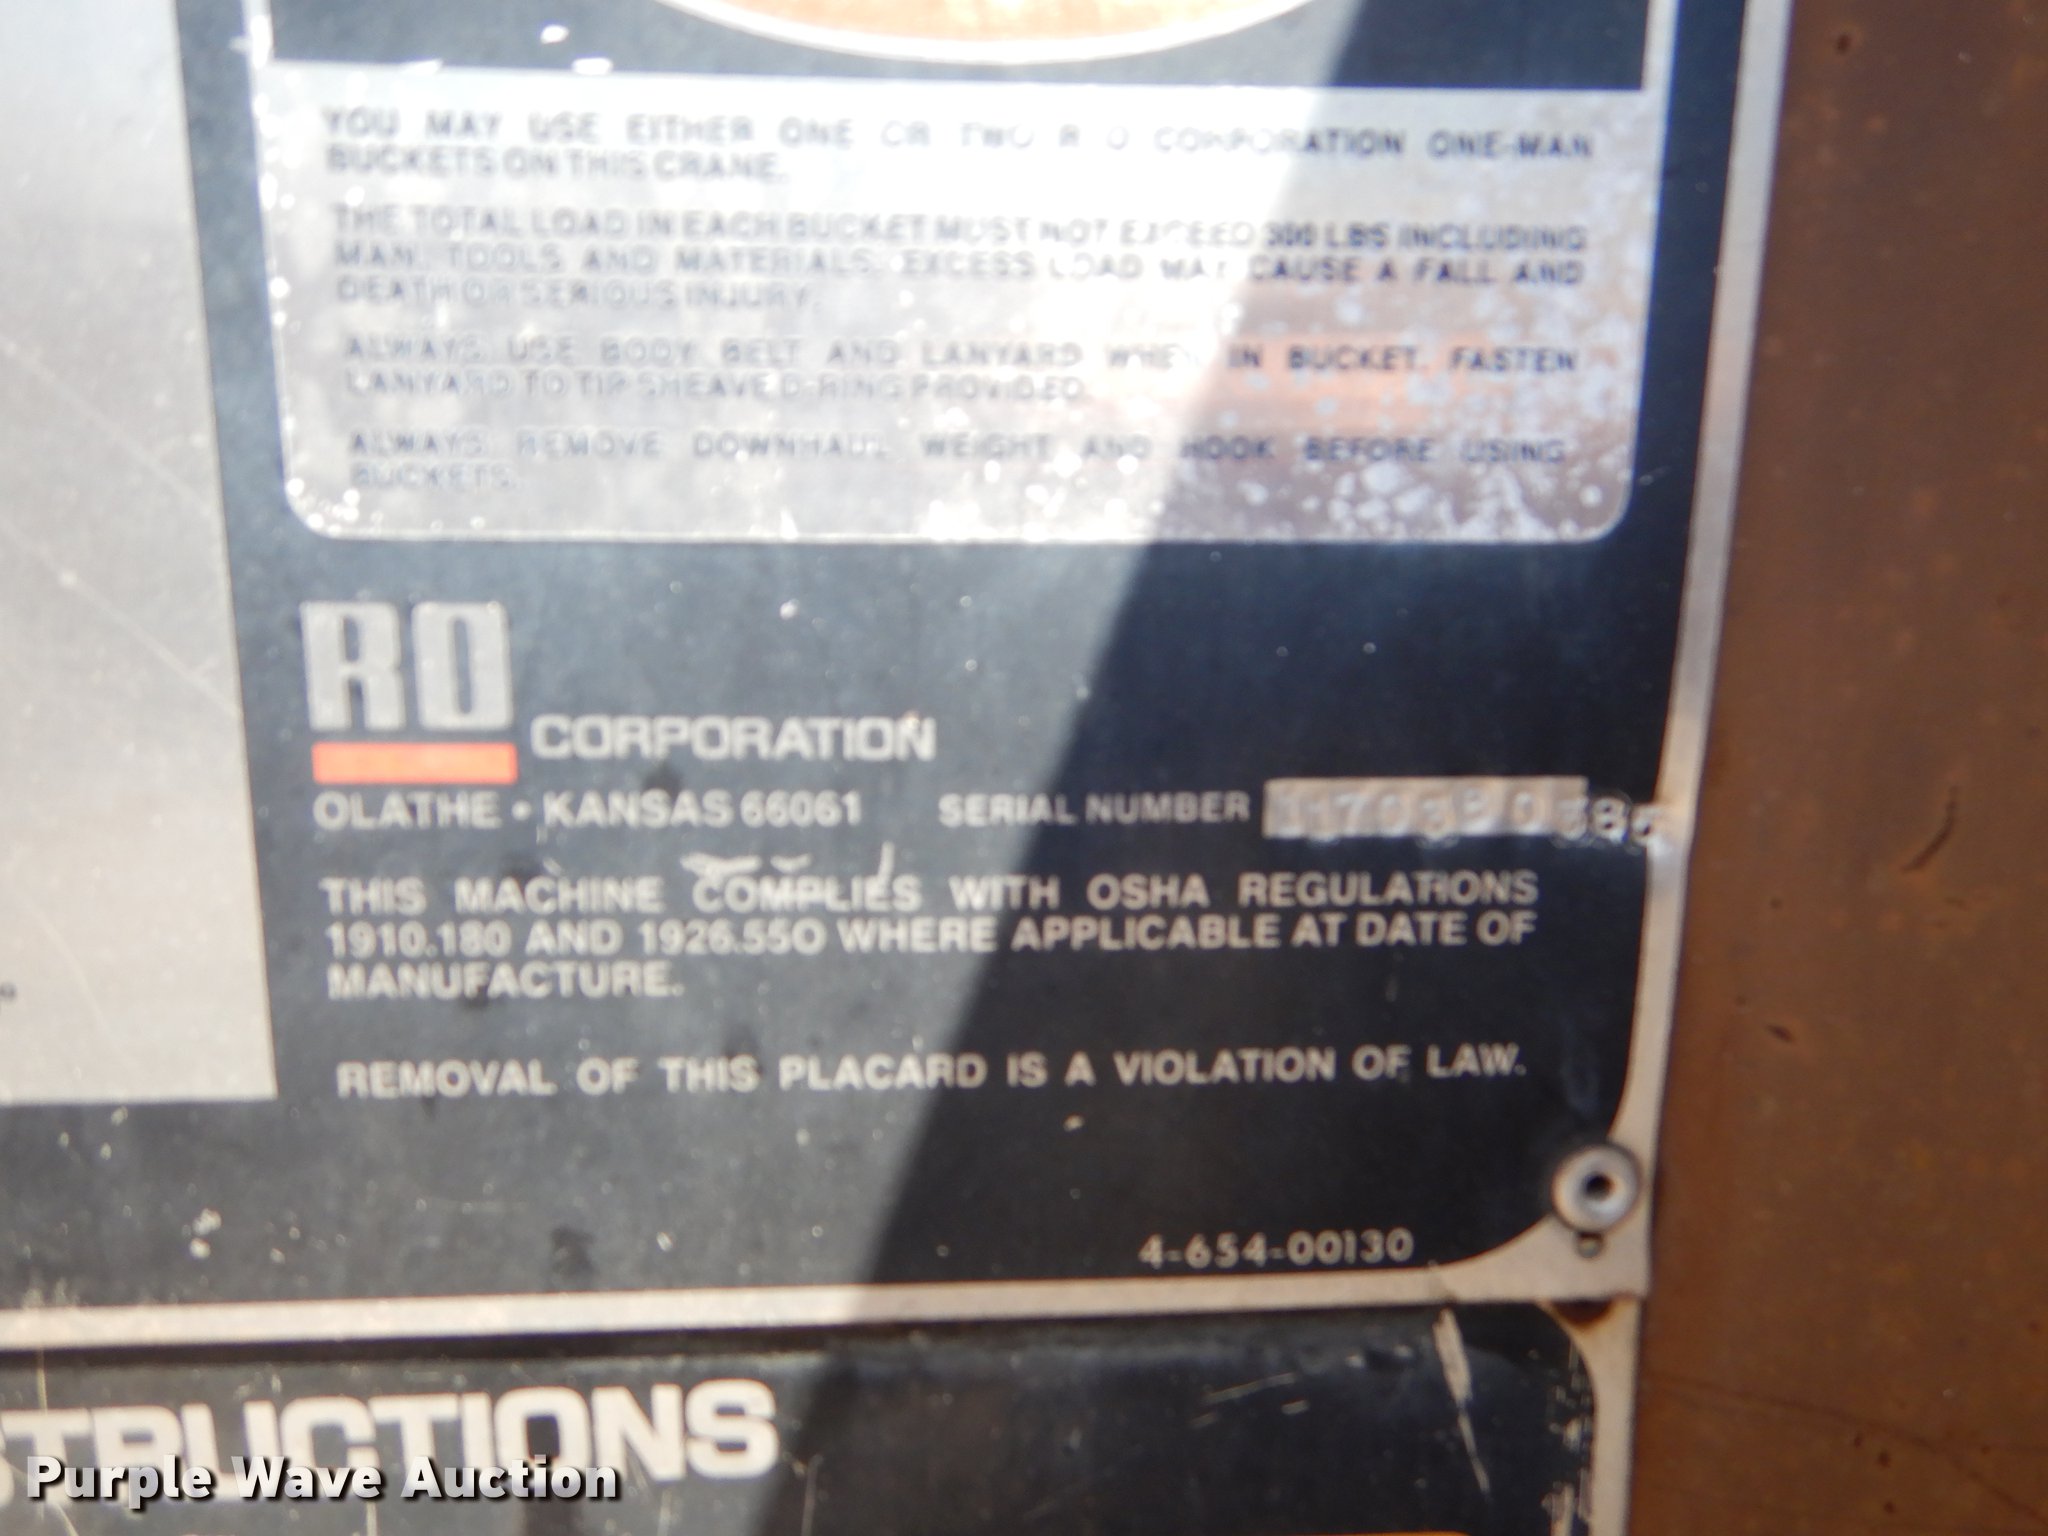 YOU MAY USE EITHER ONE OR TWO R O CORPORATION ONE-MAN
BUCKETS ON THIS CRANE.
THE TOTAL LOAD IN EACH BUCKET MUST NOT EXCEED 300 LBS INCLUDING
MAN, TOOLS AND MATERIALS. EXCESS LOAD MAY CAUSE A FALL AND
DEATH OR SERIOUS INJURY.
ALWAYS USE BODY BELT AND LANYARD WHEN IN BUCKET. FASTEN
LANYARD TO TIP SHEAVE D-RING PROVIDED.
ALWAYS REMOVE DOWNHAUL WEIGHT AND HOOK BEFORE USING
BUCKETS.
RO CORPORATION
OLATHE • KANSAS 66061 SERIAL NUMBER
THIS MACHINE COMPLIES WITH OSHA REGULATIONS
1910.180 AND 1926.550 WHERE APPLICABLE AT DATE OF
MANUFACTURE.
REMOVAL OF THIS PLACARD IS A VIOLATION OF LAW.
4-654-00130
STRUCTIONS
Purple Wave Auction